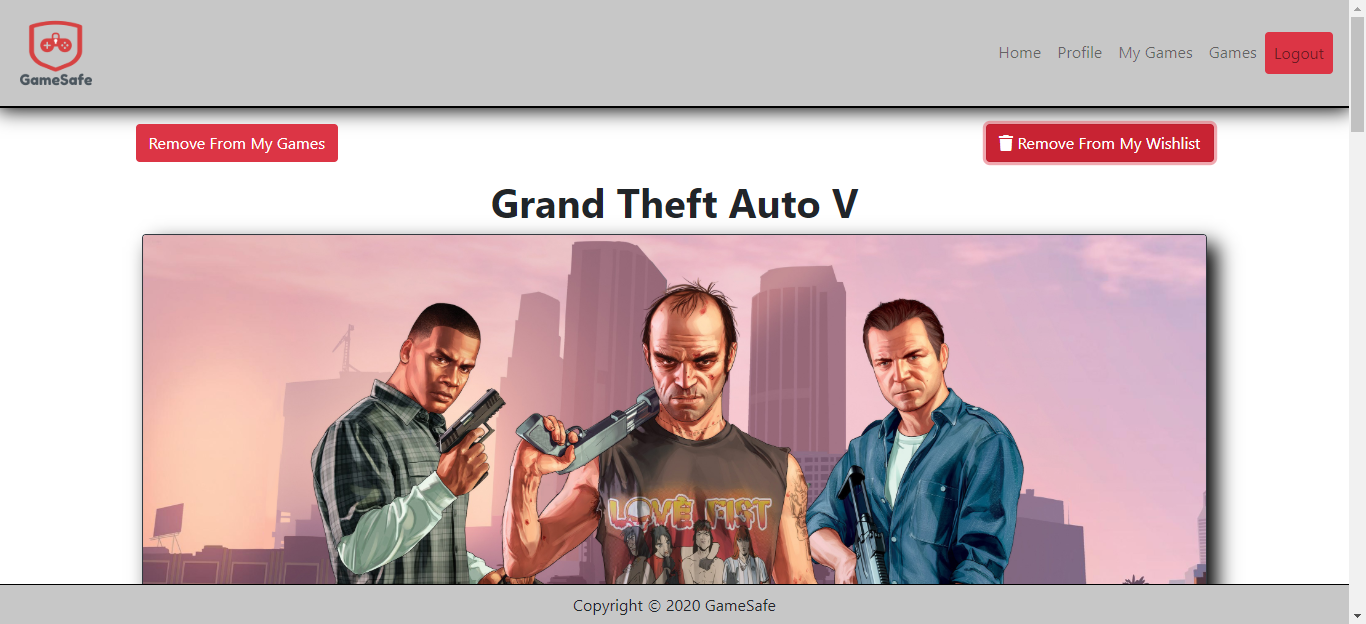 GameSafe
Home Profile My Games Games Logout
Remove From My Games
Remove From My Wishlist
Grand Theft Auto V
LOVE FIST
Copyright © 2020 GameSafe